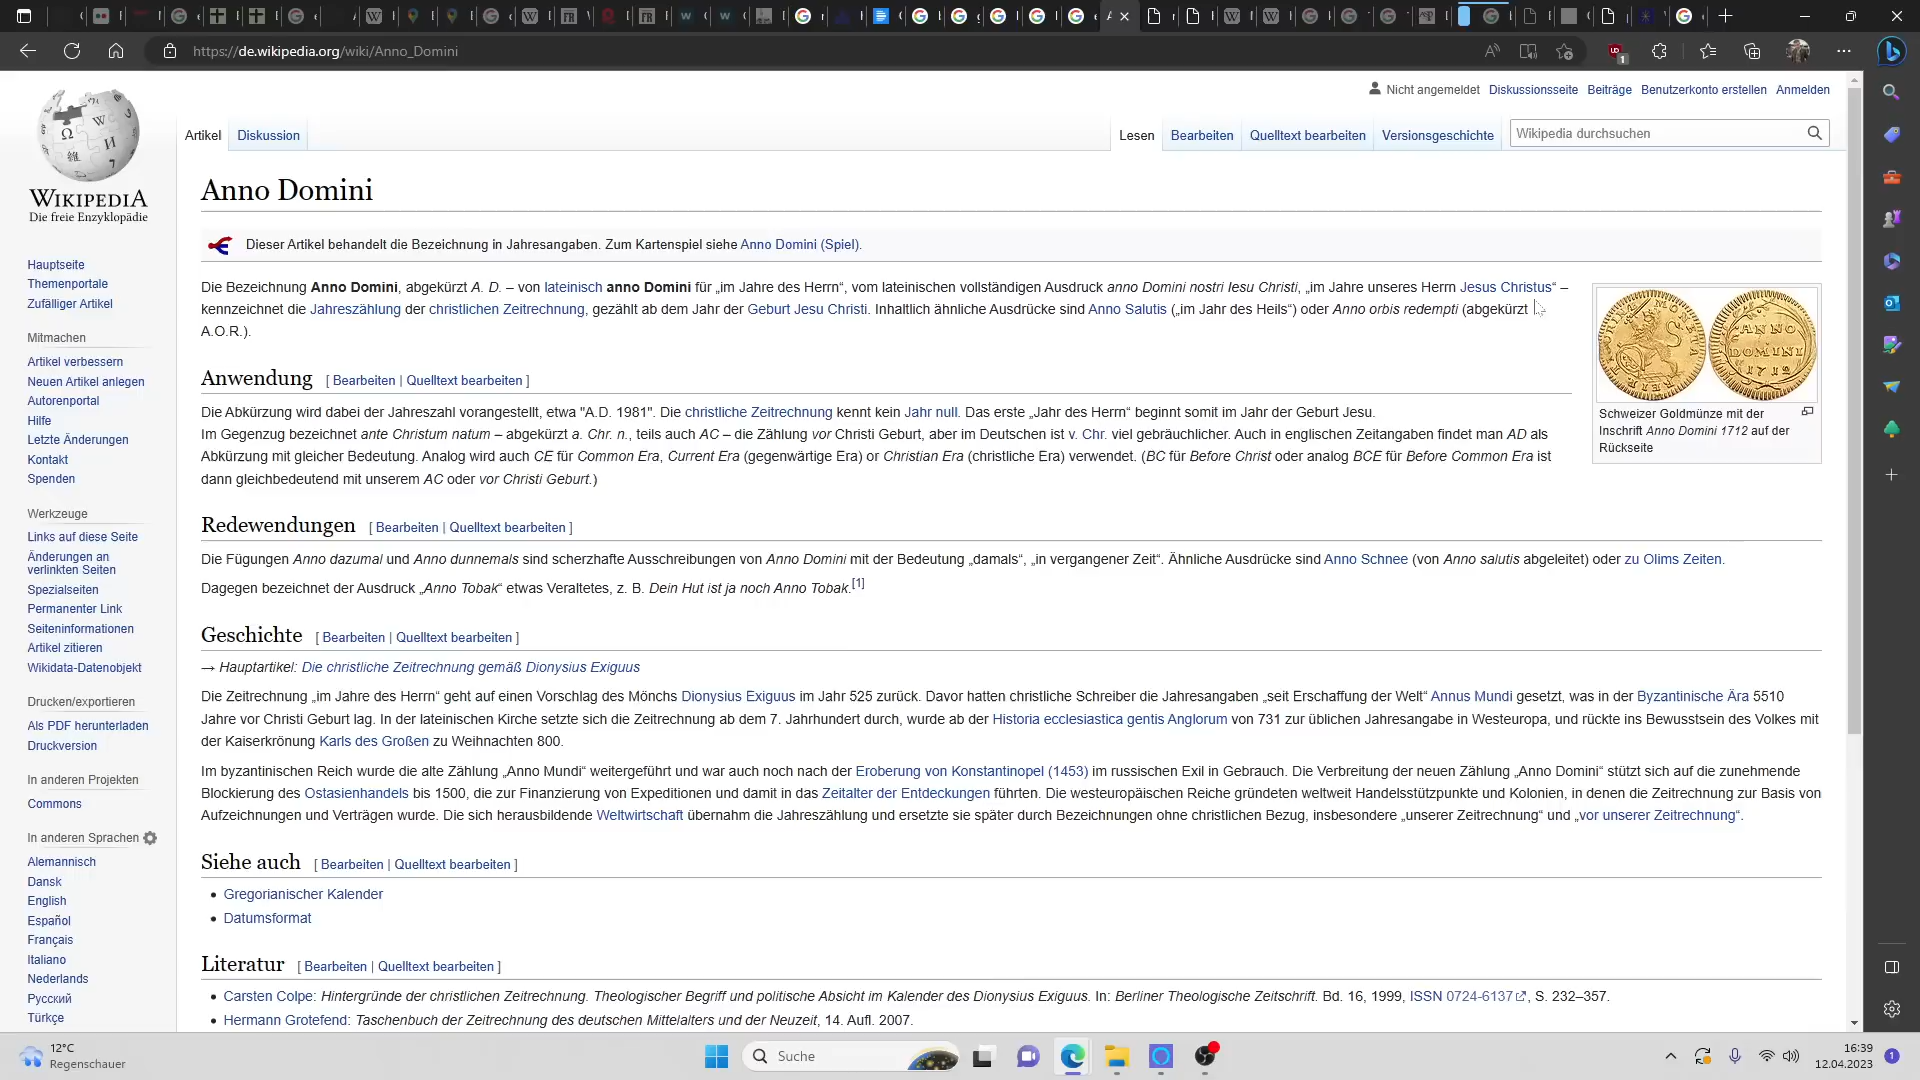 https://de.wikipedia.org/wiki/Anno_Domini
Nicht angemeldet Diskussionsseite Beiträge Benutzerkonto erstellen Anmelden
Artikel Diskussion Lesen Bearbeiten Quelltext bearbeiten Versionsgeschichte Wikipedia durchsuchen
WIKIPEDIA
Die freie Enzyklopädie
Hauptseite
Themenportale
Zufälliger Artikel
Mitmachen
Artikel verbessern
Neuen Artikel anlegen
Autorenportal
Hilfe
Letzte Änderungen
Kontakt
Spenden
Werkzeuge
Links auf diese Seite
Änderungen an
verlinkten Seiten
Spezialseiten
Permanenter Link
Seiteninformationen
Artikel zitieren
Wikidata-Datenobjekt
Drucken/exportieren
Als PDF herunterladen
Druckversion
In anderen Projekten
Commons
In anderen Sprachen
Alemannisch
Dansk
English
Español
Français
Italiano
Nederlands
Русский
Türkçe
Anno Domini
Dieser Artikel behandelt die Bezeichnung in Jahresangaben. Zum Kartenspiel siehe Anno Domini (Spiel).
Die Bezeichnung Anno Domini, abgekürzt A. D. – von lateinisch anno Domini für „im Jahre des Herrn“, vom lateinischen vollständigen Ausdruck anno Domini nostri Iesu Christi, „im Jahre unseres Herrn Jesus Christus“ –
kennzeichnet die Jahreszählung der christlichen Zeitrechnung, gezählt ab dem Jahr der Geburt Jesu Christi. Inhaltlich ähnliche Ausdrücke sind Anno Salutis („im Jahr des Heils“) oder Anno orbis redempti (abgekürzt
A.O.R.).
ANNO
DOMINI
1712
Schweizer Goldmünze mit der
Inschrift Anno Domini 1712 auf der
Rückseite
Anwendung [ Bearbeiten | Quelltext bearbeiten ]
Die Abkürzung wird dabei der Jahreszahl vorangestellt, etwa "A.D. 1981". Die christliche Zeitrechnung kennt kein Jahr null. Das erste „Jahr des Herrn“ beginnt somit im Jahr der Geburt Jesu.
Im Gegenzug bezeichnet ante Christum natum – abgekürzt a. Chr. n., teils auch AC – die Zählung vor Christi Geburt, aber im Deutschen ist v. Chr. viel gebräuchlicher. Auch in englischen Zeitangaben findet man AD als
Abkürzung mit gleicher Bedeutung. Analog wird auch CE für Common Era, Current Era (gegenwärtige Era) or Christian Era (christliche Era) verwendet. (BC für Before Christ oder analog BCE für Before Common Era ist
dann gleichbedeutend mit unserem AC oder vor Christi Geburt.)
Redewendungen [ Bearbeiten | Quelltext bearbeiten ]
Die Fügungen Anno dazumal und Anno dunnemals sind scherzhafte Ausschreibungen von Anno Domini mit der Bedeutung „damals“, „in vergangener Zeit“. Ähnliche Ausdrücke sind Anno Schnee (von Anno salutis abgeleitet) oder zu Olims Zeiten.
Dagegen bezeichnet der Ausdruck „Anno Tobak“ etwas Veraltetes, z. B. Dein Hut ist ja noch Anno Tobak.[1]
Geschichte [ Bearbeiten | Quelltext bearbeiten ]
→ Hauptartikel: Die christliche Zeitrechnung gemäß Dionysius Exiguus
Die Zeitrechnung „im Jahre des Herrn“ geht auf einen Vorschlag des Mönchs Dionysius Exiguus im Jahr 525 zurück. Davor hatten christliche Schreiber die Jahresangaben „seit Erschaffung der Welt“ Annus Mundi gesetzt, was in der Byzantinische Ära 5510
Jahre vor Christi Geburt lag. In der lateinischen Kirche setzte sich die Zeitrechnung ab dem 7. Jahrhundert durch, wurde ab der Historia ecclesiastica gentis Anglorum von 731 zur üblichen Jahresangabe in Westeuropa, und rückte ins Bewusstsein des Volkes mit
der Kaiserkrönung Karls des Großen zu Weihnachten 800.
Im byzantinischen Reich wurde die alte Zählung „Anno Mundi“ weitergeführt und war auch noch nach der Eroberung von Konstantinopel (1453) im russischen Exil in Gebrauch. Die Verbreitung der neuen Zählung „Anno Domini“ stützt sich auf die zunehmende
Blockierung des Ostasienhandels bis 1500, die zur Finanzierung von Expeditionen und damit in das Zeitalter der Entdeckungen führten. Die westeuropäischen Reiche gründeten weltweit Handelsstützpunkte und Kolonien, in denen die Zeitrechnung zur Basis von
Aufzeichnungen und Verträgen wurde. Die sich herausbildende Weltwirtschaft übernahm die Jahreszählung und ersetzte sie später durch Bezeichnungen ohne christlichen Bezug, insbesondere „unserer Zeitrechnung“ und „vor unserer Zeitrechnung“.
Siehe auch [ Bearbeiten | Quelltext bearbeiten ]
• Gregorianischer Kalender
• Datumsformat
Literatur [ Bearbeiten | Quelltext bearbeiten ]
• Carsten Colpe: Hintergründe der christlichen Zeitrechnung. Theologischer Begriff und politische Absicht im Kalender des Dionysius Exiguus. In: Berliner Theologische Zeitschrift. Bd. 16, 1999, ISSN 0724-6137, S. 232–357.
• Hermann Grotefend: Taschenbuch der Zeitrechnung des deutschen Mittelalters und der Neuzeit, 14. Aufl. 2007.
12°C
Regenschauer
Suche
16:39
12.04.2023
1